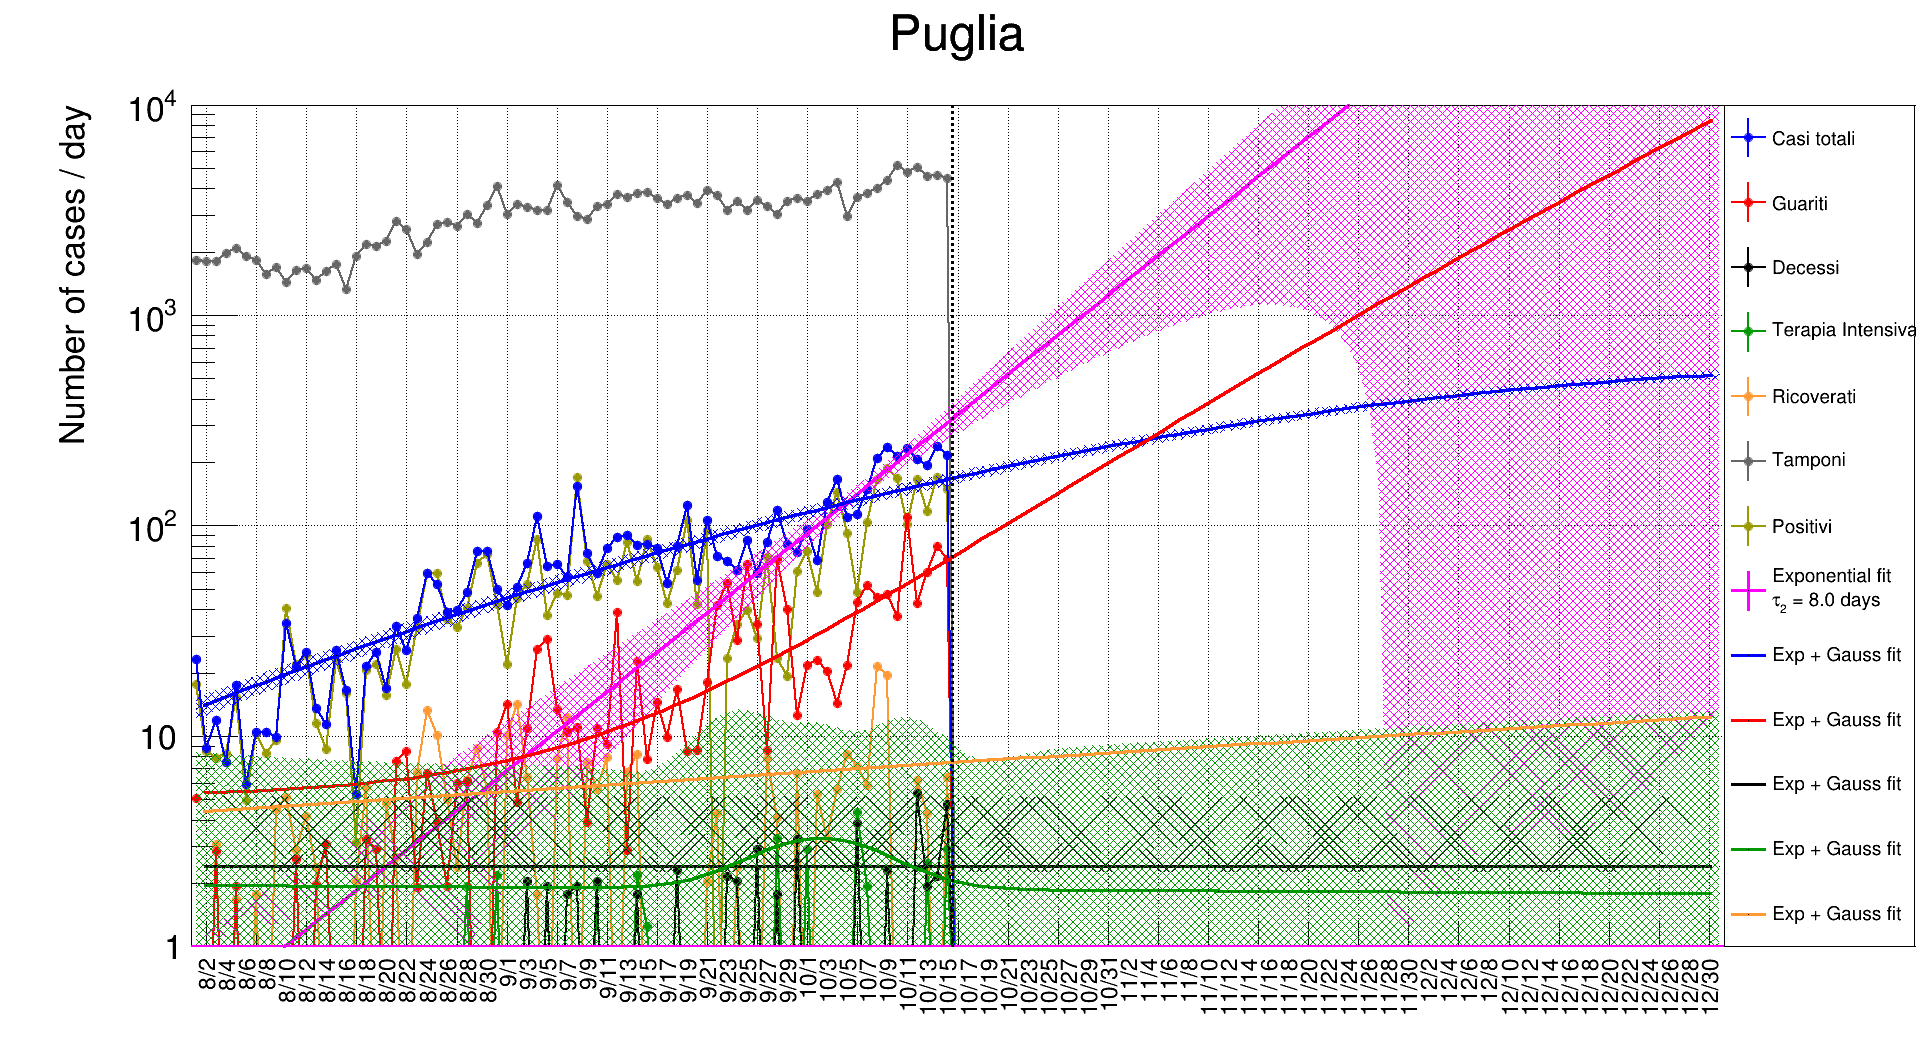 Puglia
Number of cases / day
10^4
10^3
10^2
10
1
8/2 8/4 8/6 8/8 8/10 8/12 8/14 8/16 8/18 8/20 8/22 8/24 8/26 8/28 8/30 9/1 9/3 9/5 9/7 9/9 9/11 9/13 9/15 9/17 9/19 9/21 9/23 9/25 9/27 9/29 10/1 10/3 10/5 10/7 10/9 10/11 10/13 10/15 10/17 10/19 10/21 10/23 10/25 10/27 10/29 10/31 11/2 11/4 11/6 11/8 11/10 11/12 11/14 11/16 11/18 11/20 11/22 11/24 11/26 11/28 11/30 12/2 12/4 12/6 12/8 12/10 12/12 12/14 12/16 12/18 12/20 12/22 12/24 12/26 12/28 12/30
Casi totali
Guariti
Decessi
Terapia Intensiva
Ricoverati
Tamponi
Positivi
Exponential fit
τ2 = 8.0 days
Exp + Gauss fit
Exp + Gauss fit
Exp + Gauss fit
Exp + Gauss fit
Exp + Gauss fit